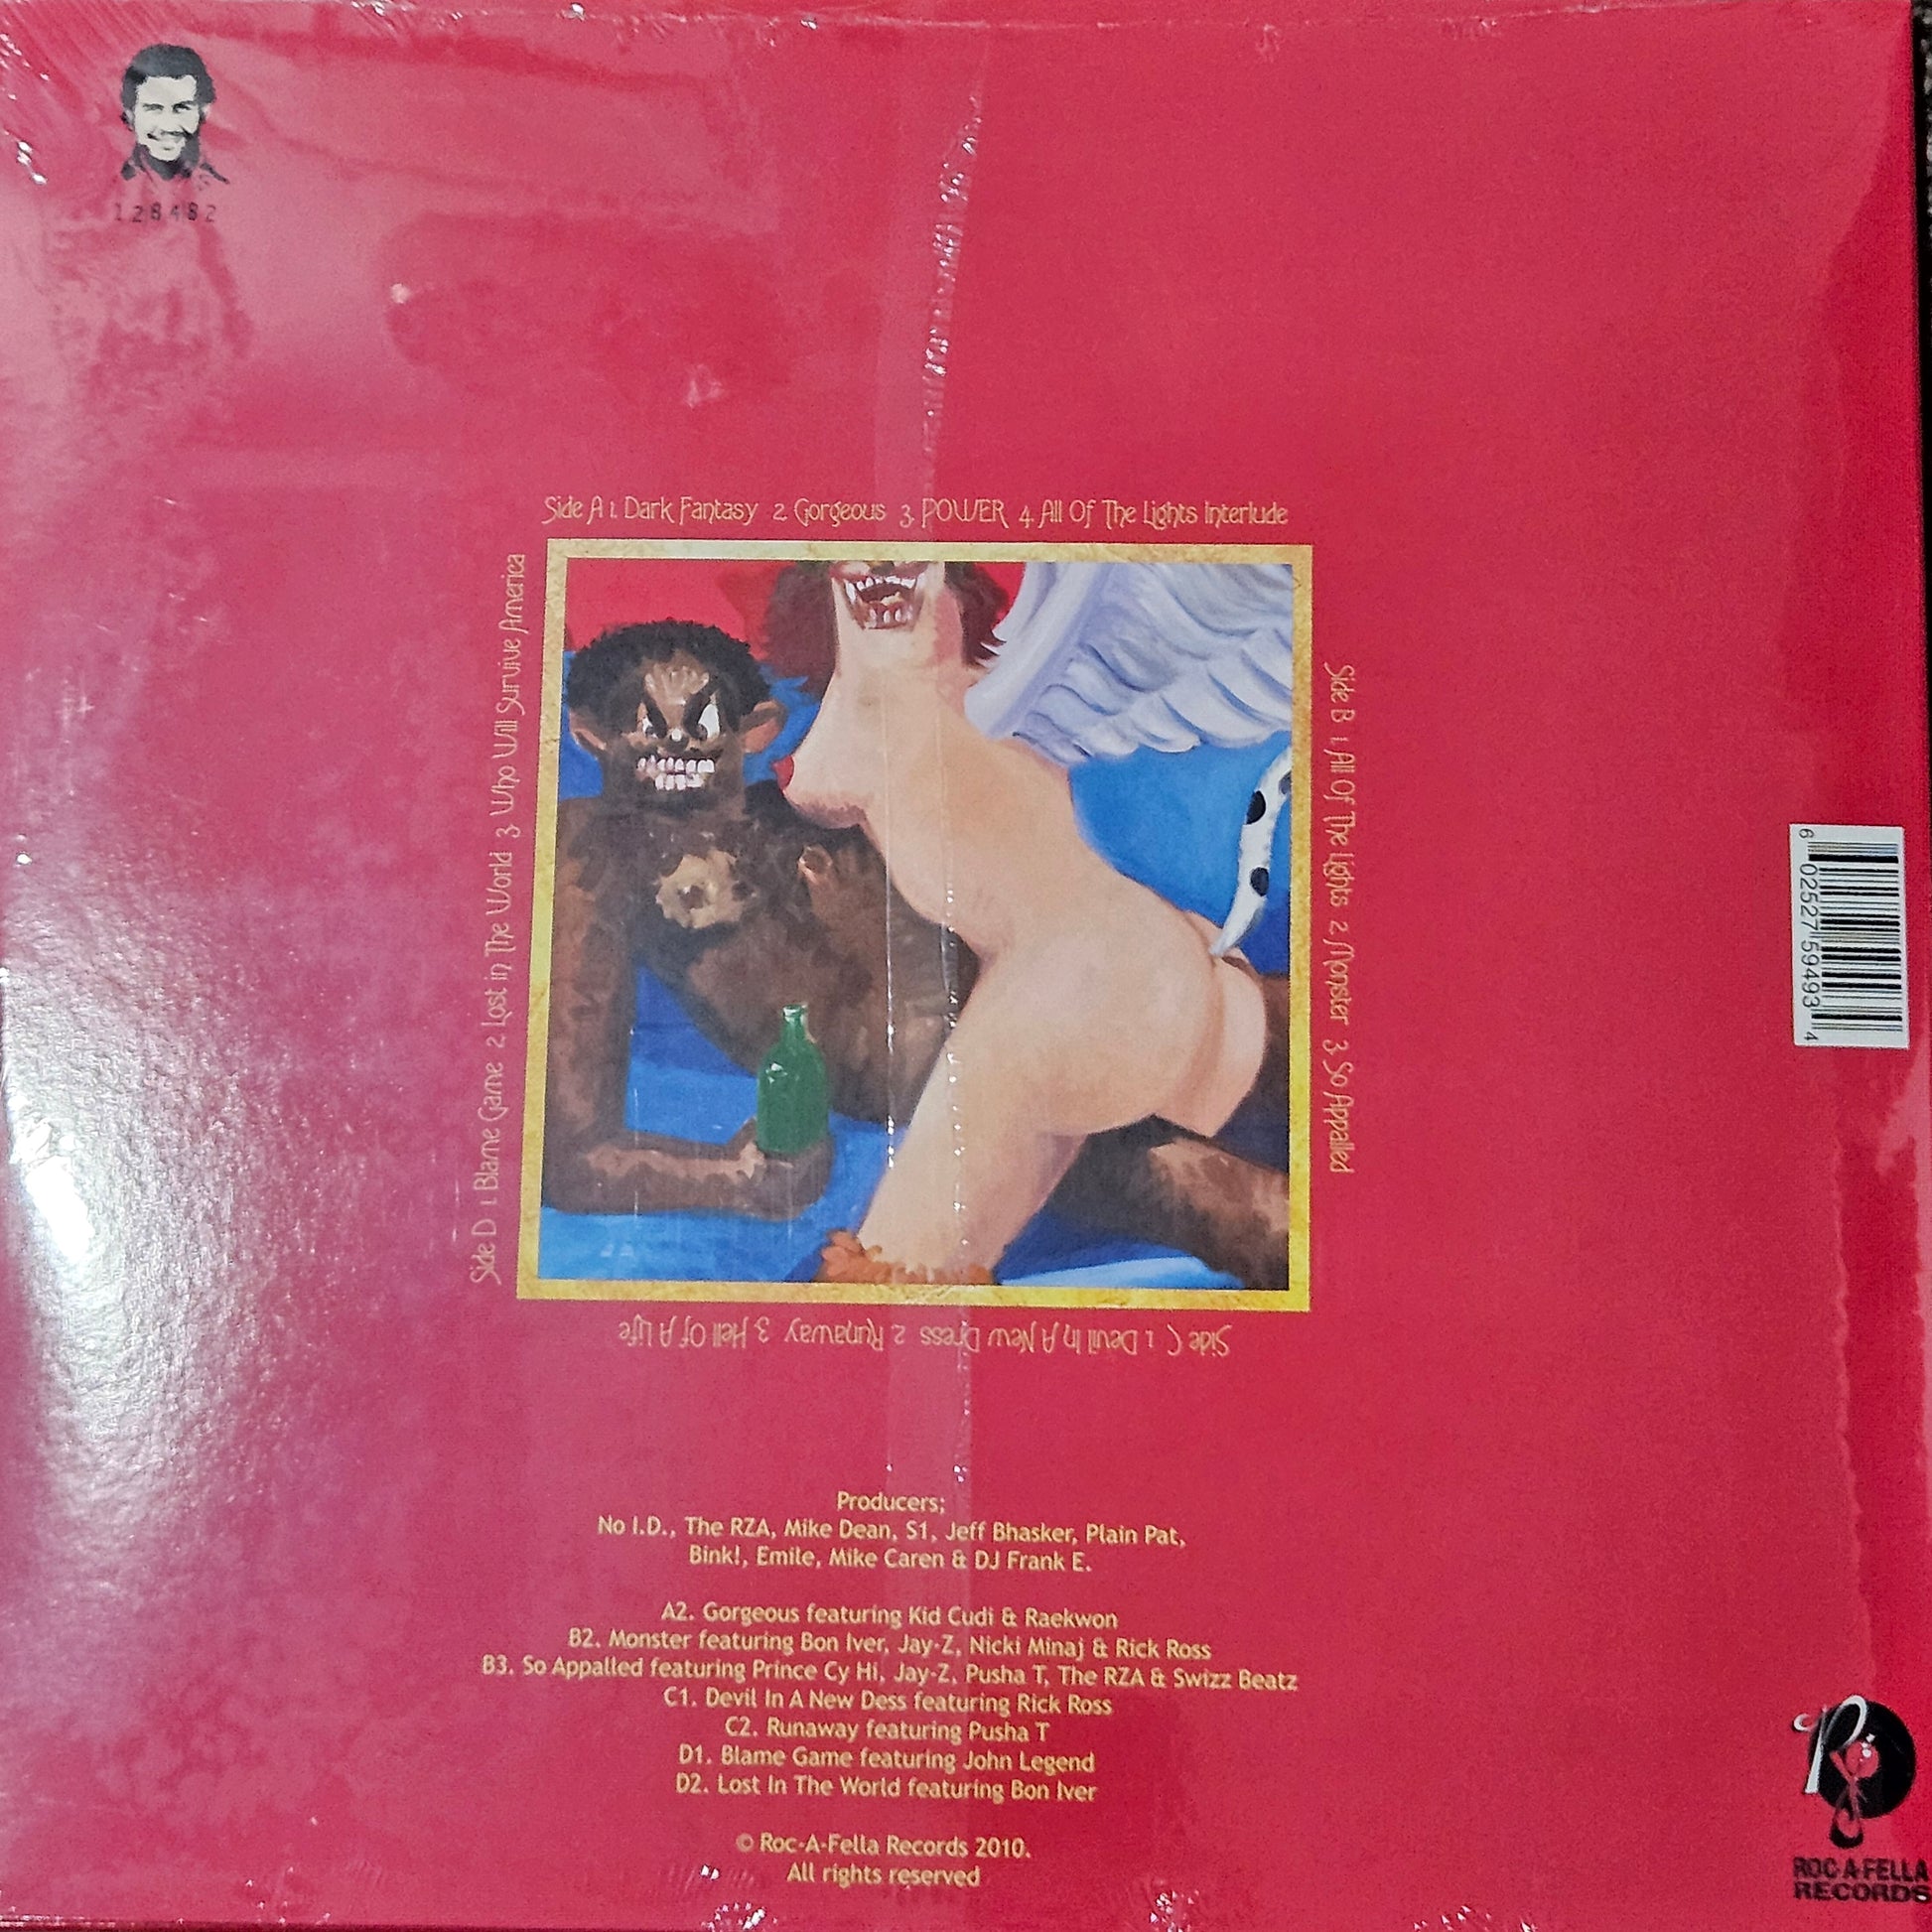 128482
Side A 1. Dark Fantasy 2. Gorgeous 3. POWER 4. All Of The Lights Interlude
Side B 1. All Of The Lights 2. Monster 3. So Appalled
Side C 1. Devil In A New Dress 2. Runaway 3. Hell Of A Life
Side D 1. Blame Game 2. Lost in The World 3. Who Will Survive America
6 02527 59493 4
Producers;
No I.D., The RZA, Mike Dean, S1, Jeff Bhasker, Plain Pat,
Bink!, Emile, Mike Caren & DJ Frank E.
A2. Gorgeous featuring Kid Cudi & Raekwon
B2. Monster featuring Bon Iver, Jay-Z, Nicki Minaj & Rick Ross
B3. So Appalled featuring Prince Cy Hi, Jay-Z, Pusha T, The RZA & Swizz Beatz
C1. Devil In A New Dess featuring Rick Ross
C2. Runaway featuring Pusha T
D1. Blame Game featuring John Legend
D2. Lost In The World featuring Bon Iver
© Roc-A-Fella Records 2010.
All rights reserved
R
ROC-A-FELLA
RECORDS